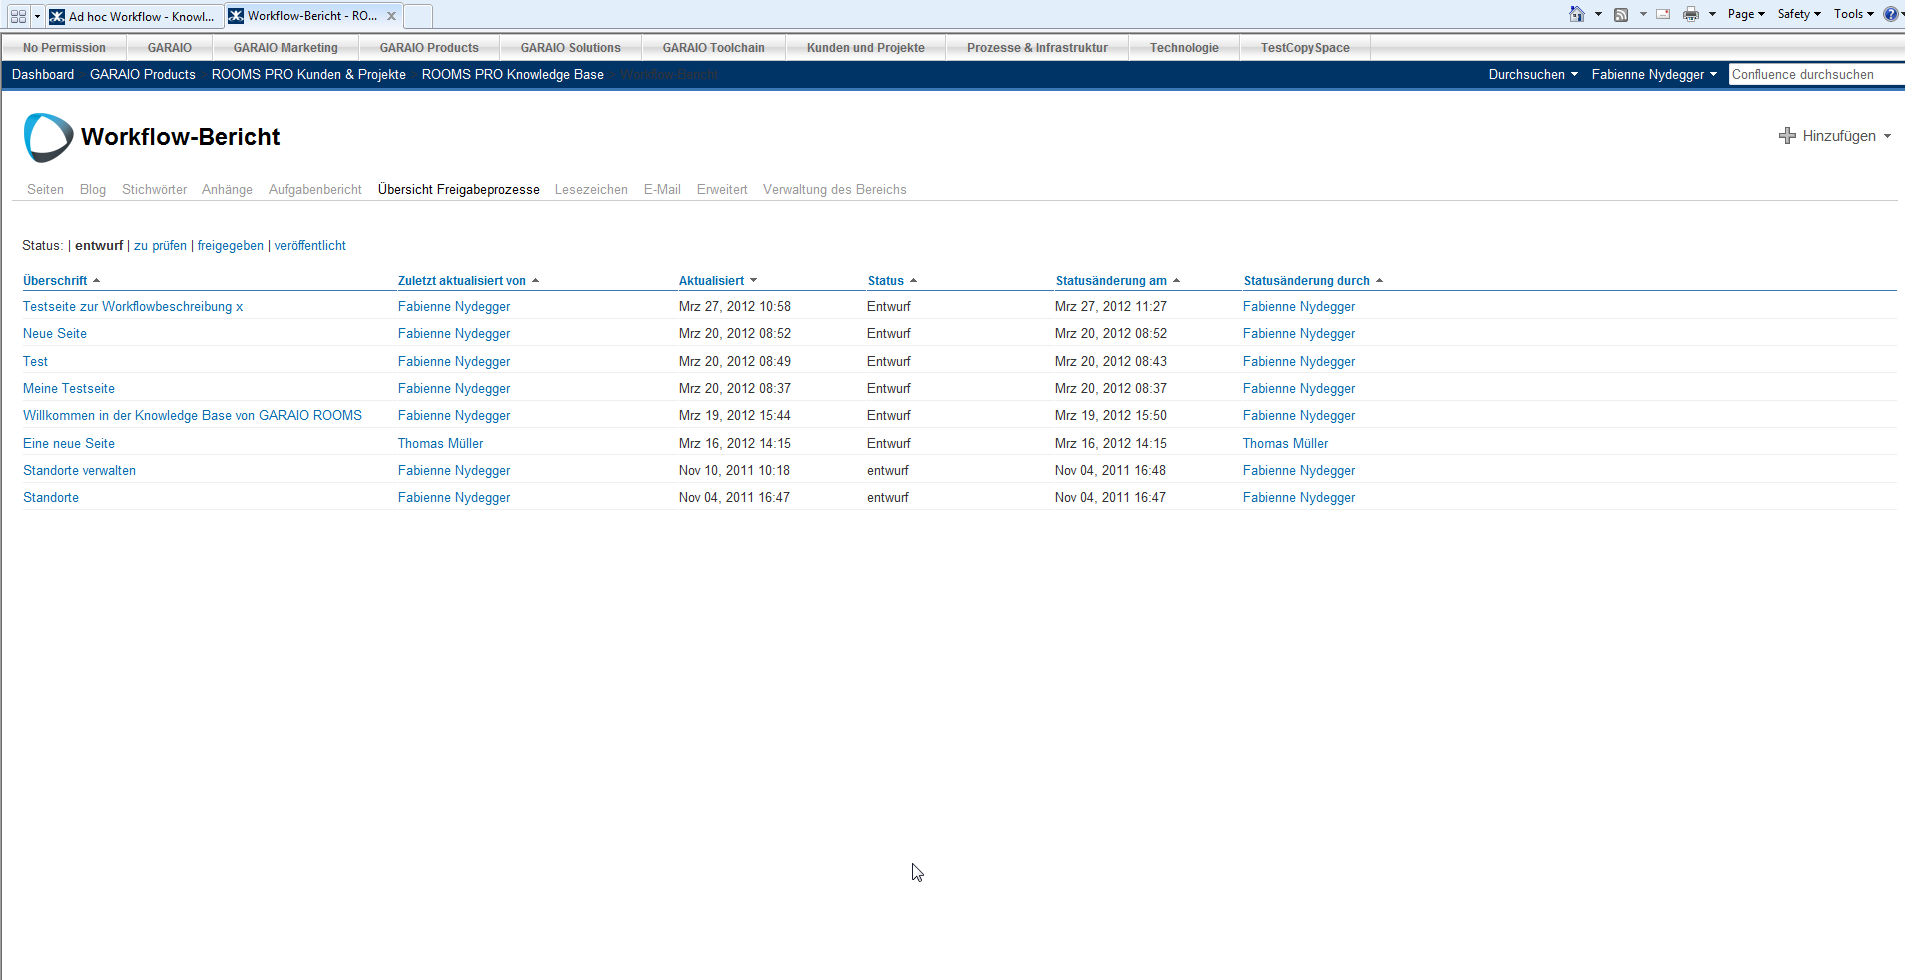 Ad hoc Workflow - Knowl... Workflow-Bericht - RO... Page Safety Tools
No Permission GARAIO GARAIO Marketing GARAIO Products GARAIO Solutions GARAIO Toolchain Kunden und Projekte Prozesse & Infrastruktur Technologie TestCopySpace
Dashboard GARAIO Products ROOMS PRO Kunden & Projekte ROOMS PRO Knowledge Base Workflow-Bericht Durchsuchen Fabienne Nydegger Confluence durchsuchen
Workflow-Bericht Hinzufügen
Seiten Blog Stichwörter Anhänge Aufgabenbericht Übersicht Freigabeprozesse Lesezeichen E-Mail Erweitert Verwaltung des Bereichs
Status: | entwurf | zu prüfen | freigegeben | veröffentlicht
Überschrift Zuletzt aktualisiert von Aktualisiert Status Statusänderung am Statusänderung durch
Testseite zur Workflowbeschreibung x Fabienne Nydegger Mrz 27, 2012 10:58 Entwurf Mrz 27, 2012 11:27 Fabienne Nydegger
Neue Seite Fabienne Nydegger Mrz 20, 2012 08:52 Entwurf Mrz 20, 2012 08:52 Fabienne Nydegger
Test Fabienne Nydegger Mrz 20, 2012 08:49 Entwurf Mrz 20, 2012 08:43 Fabienne Nydegger
Meine Testseite Fabienne Nydegger Mrz 20, 2012 08:37 Entwurf Mrz 20, 2012 08:37 Fabienne Nydegger
Willkommen in der Knowledge Base von GARAIO ROOMS Fabienne Nydegger Mrz 19, 2012 15:44 Entwurf Mrz 19, 2012 15:50 Fabienne Nydegger
Eine neue Seite Thomas Müller Mrz 16, 2012 14:15 Entwurf Mrz 16, 2012 14:15 Thomas Müller
Standorte verwalten Fabienne Nydegger Nov 10, 2011 10:18 entwurf Nov 04, 2011 16:48 Fabienne Nydegger
Standorte Fabienne Nydegger Nov 04, 2011 16:47 entwurf Nov 04, 2011 16:47 Fabienne Nydegger